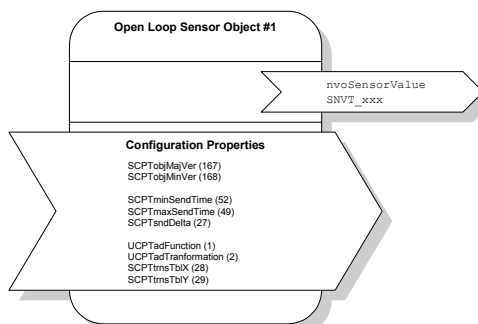 Open Loop Sensor Object #1
nvoSensorValue
SNVT_xxx
Configuration Properties
SCPTobjMajVer (167)
SCPTobjMinVer (168)
SCPTminSendTime (52)
SCPTmaxSendTime (49)
SCPTsndDelta (27)
UCPTadFunction (1)
UCPTadTranformation (2)
SCPTtrnsTblX (28)
SCPTtrnsTblY (29)